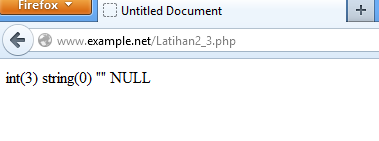 Firefox
Untitled Document
www.example.net/Latihan2_3.php
int(3) string(0) "" NULL